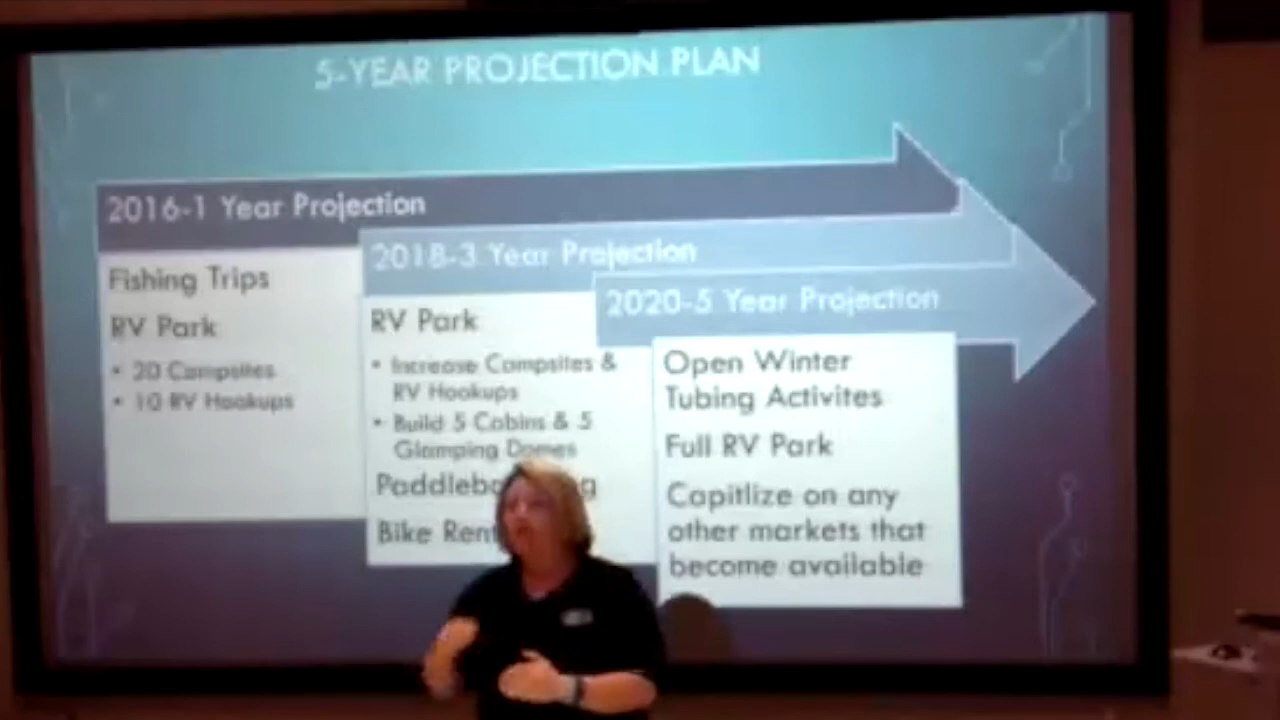 5-YEAR PROJECTION PLAN
2016-1 Year Projection
Fishing Trips
RV Park
• 20 Campsites
• 10 RV Hookups
2018-3 Year Projection
RV Park
• Increase Campsites &
RV Hookups
• Build 5 Cabins & 5
Glamping Domes
Bike
2020-5 Year Projection
Open Winter
Tubing Activites
Full RV Park
Capitlize on any
other markets that
become available